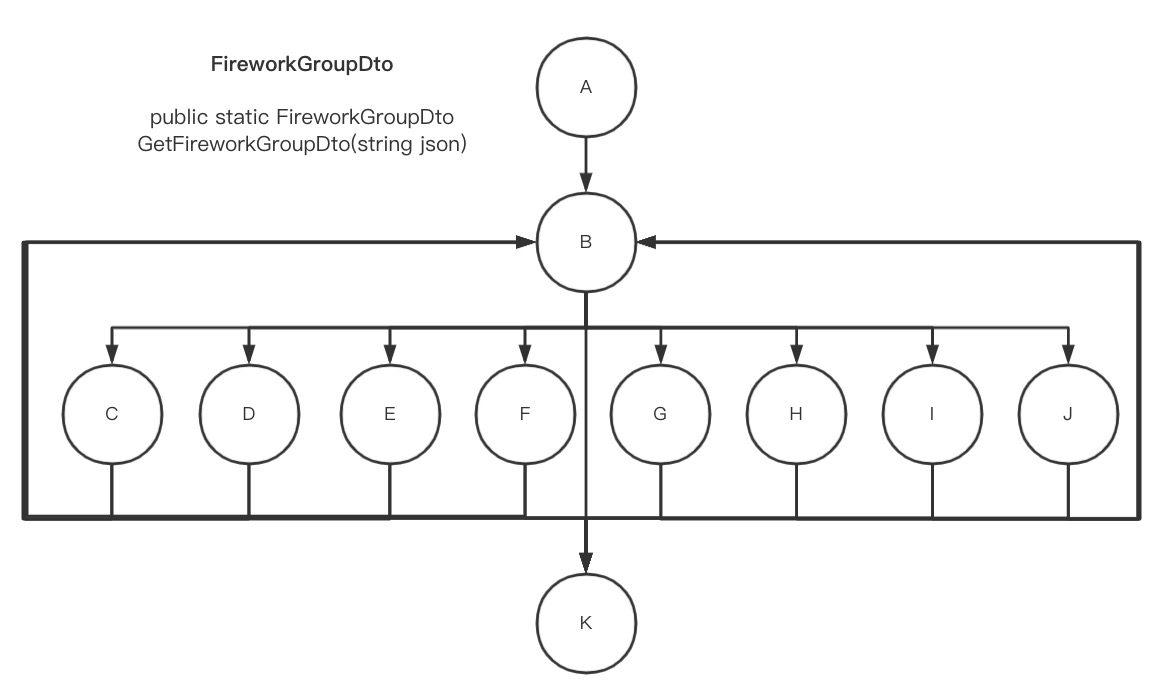 FireworkGroupDto
public static FireworkGroupDto
GetFireworkGroupDto(string json)
A
B
C
D
E
F
G
H
I
J
K